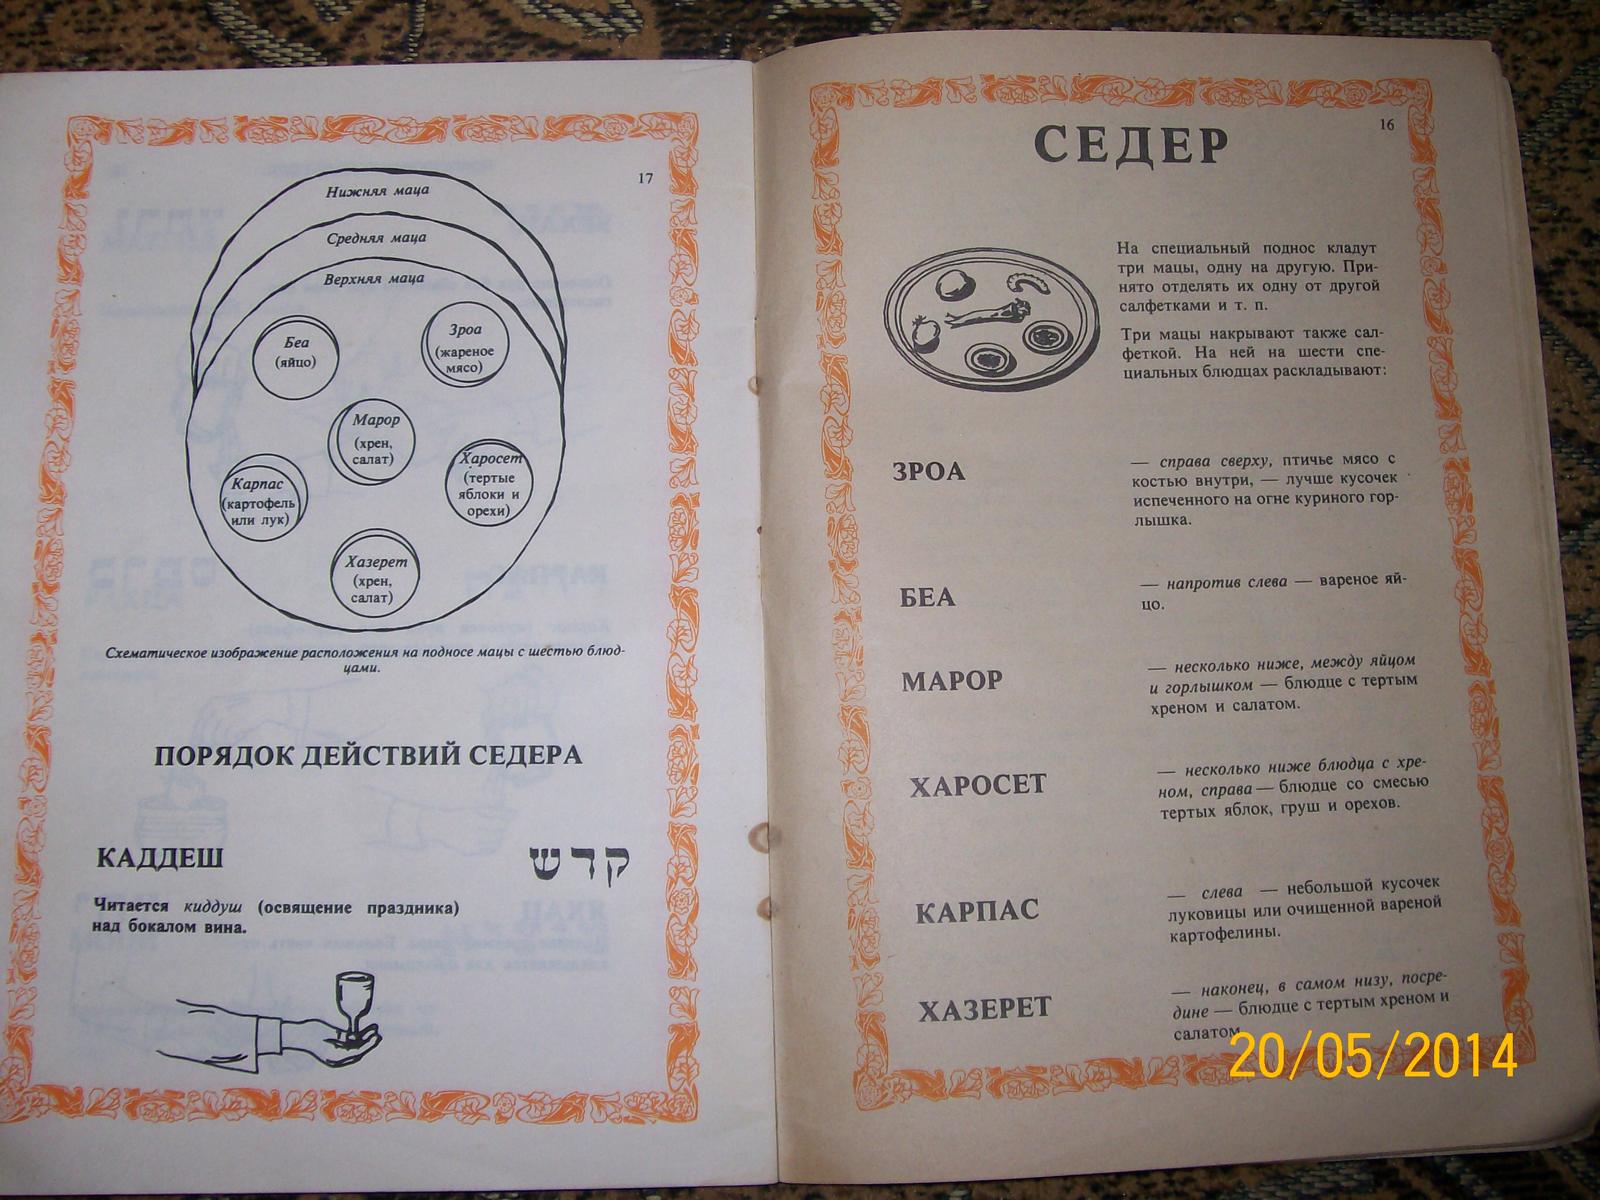 16
СЕДЕР
На специальный поднос кладут
три мацы, одну на другую. При-
нято отделять их одну от другой
салфетками и т. п.
Три мацы накрывают также сал-
феткой. На ней на шести спе-
циальных блюдцах раскладывают:
ЗРОА
— справа сверху, птичье мясо с
костью внутри, — лучше кусочек
испеченного на огне куриного гор-
лышка.
БЕА
— напротив слева — вареное яй-
цо.
МАРОР
— несколько ниже, между яйцом
и горлышком — блюдце с тертым
хреном и салатом.
ХАРОСЕТ
— несколько ниже блюдца с хре-
ном, справа — блюдце со смесью
тертых яблок, груш и орехов.
КАРПАС
— слева — небольшой кусочек
луковицы или очищенной вареной
картофелины.
ХАЗЕРЕТ
— наконец, в самом низу, посре-
дине — блюдце с тертым хреном и
салатом
17
Нижняя маца
Средняя маца
Верхняя маца
Беа
(яйцо)
Зроа
(жареное
мясо)
Марор
(хрен,
салат)
Карпас
(картофель
или лук)
Харосет
(тертые
яблоки и
орехи)
Хазерет
(хрен,
салат)
Схематическое изображение расположения на подносе мацы с шестью блюд-
цами.
ПОРЯДОК ДЕЙСТВИЙ СЕДЕРА
КАДДЕШ
קדש
Читается киддуш (освящение праздника)
над бокалом вина.
20/05/2014